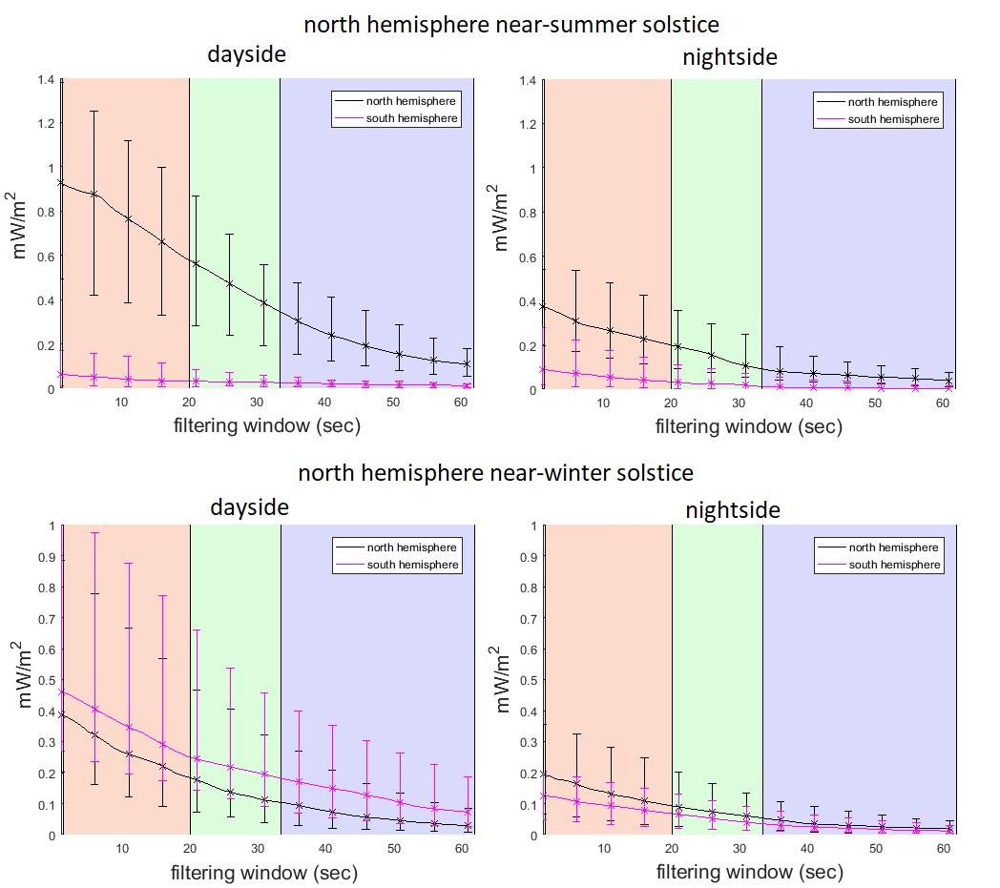 north hemisphere near-summer solstice
dayside
nightside
1.4
1.2
1
0.8
0.6
0.4
0.2
0
mW/m²
10
20
30
40
50
60
filtering window (sec)
north hemisphere
south hemisphere
1.4
1.2
1
0.8
0.6
0.4
0.2
0
mW/m²
10
20
30
40
50
60
filtering window (sec)
north hemisphere
south hemisphere
north hemisphere near-winter solstice
dayside
nightside
1
0.9
0.8
0.7
0.6
0.5
0.4
0.3
0.2
0.1
0
mW/m²
10
20
30
40
50
60
filtering window (sec)
north hemisphere
south hemisphere
1
0.9
0.8
0.7
0.6
0.5
0.4
0.3
0.2
0.1
0
mW/m²
10
20
30
40
50
60
filtering window (sec)
north hemisphere
south hemisphere